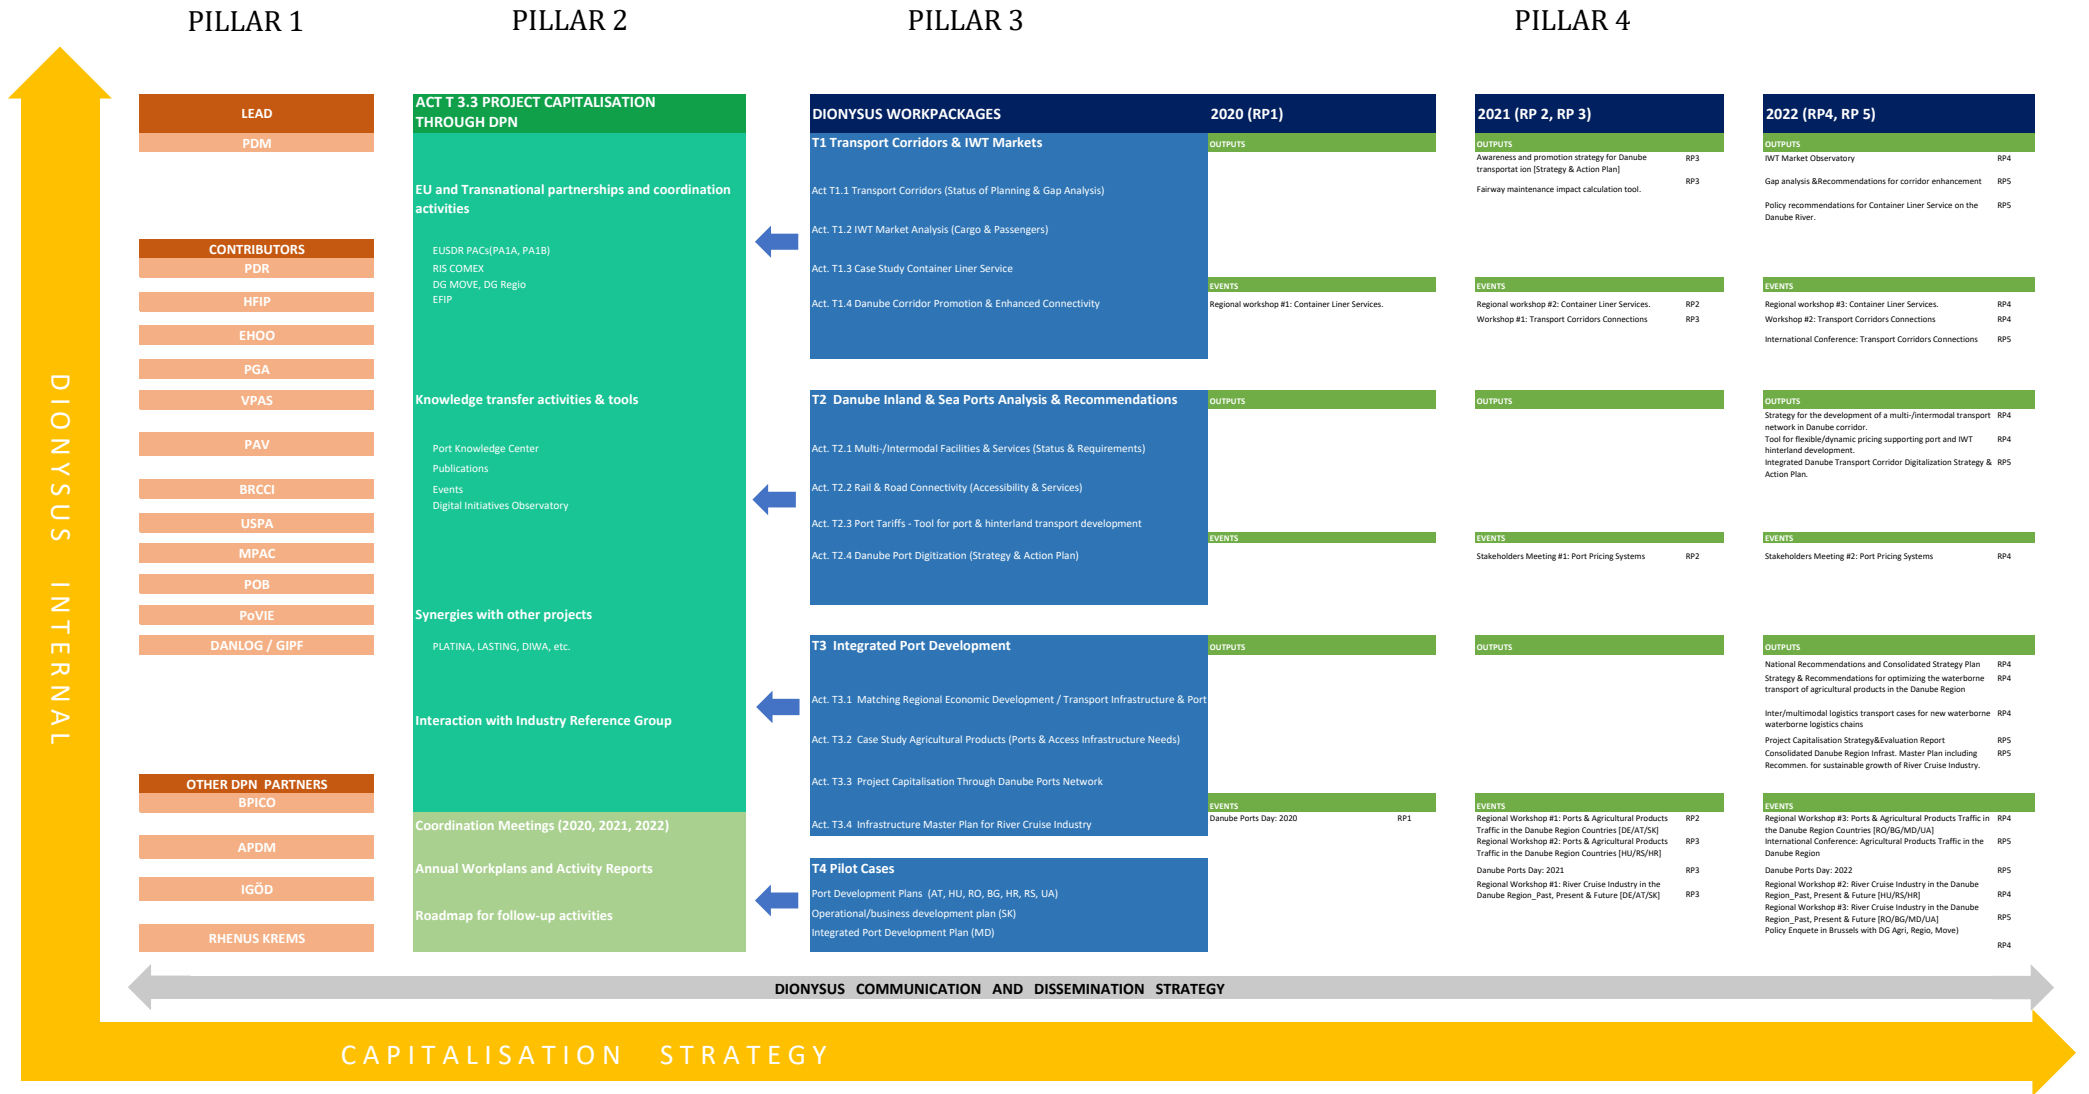 PILLAR 1
PILLAR 2
PILLAR 3
PILLAR 4
DIONYSUS INTERNAL
LEAD
PDM
CONTRIBUTORS
PDR
HFIP
EHOO
PGA
VPAS
PAV
BRCCI
USPA
MPAC
POB
PoVIE
DANLOG / GIPF
OTHER DPN PARTNERS
BPICO
APDM
IGÖD
RHENUS KREMS
ACT T 3.3 PROJECT CAPITALISATION
THROUGH DPN
EU and Transnational partnerships and coordination
activities
EUSDR PACs(PA1A, PA1B)
RIS COMEX
DG MOVE, DG Regio
EFIP
Knowledge transfer activities & tools
Port Knowledge Center
Publications
Events
Digital Initiatives Observatory
Synergies with other projects
PLATINA, LASTING, DIWA, etc.
Interaction with Industry Reference Group
Coordination Meetings (2020, 2021, 2022)
Annual Workplans and Activity Reports
Roadmap for follow-up activities
DIONYSUS WORKPACKAGES
T1 Transport Corridors & IWT Markets
Act T1.1 Transport Corridors (Status of Planning & Gap Analysis)
Act. T1.2 IWT Market Analysis (Cargo & Passengers)
Act. T1.3 Case Study Container Liner Service
Act. T1.4 Danube Corridor Promotion & Enhanced Connectivity
T2 Danube Inland & Sea Ports Analysis & Recommendations
Act. T2.1 Multi-/Intermodal Facilities & Services (Status & Requirements)
Act. T2.2 Rail & Road Connectivity (Accessibility & Services)
Act. T2.3 Port Tariffs - Tool for port & hinterland transport development
Act. T2.4 Danube Port Digitization (Strategy & Action Plan)
T3 Integrated Port Development
Act. T3.1 Matching Regional Economic Development / Transport Infrastructure & Port
Act. T3.2 Case Study Agricultural Products (Ports & Access Infrastructure Needs)
Act. T3.3 Project Capitalisation Through Danube Ports Network
Act. T3.4 Infrastructure Master Plan for River Cruise Industry
T4 Pilot Cases
Port Development Plans (AT, HU, RO, BG, HR, RS, UA)
Operational/business development plan (SK)
Integrated Port Development Plan (MD)
2020 (RP1)
OUTPUTS
EVENTS
Regional workshop #1: Container Liner Services.
OUTPUTS
EVENTS
OUTPUTS
EVENTS
Danube Ports Day: 2020 RP1
2021 (RP 2, RP 3)
OUTPUTS
Awareness and promotion strategy for Danube RP3
transportat ion [Strategy & Action Plan]
RP3
Fairway maintenance impact calculation tool.
EVENTS
Regional workshop #2: Container Liner Services. RP2
Workshop #1: Transport Corridors Connections RP3
OUTPUTS
EVENTS
Stakeholders Meeting #1: Port Pricing Systems RP2
OUTPUTS
EVENTS
Regional Workshop #1: Ports & Agricultural Products RP2
Traffic in the Danube Region Countries [DE/AT/SK]
Regional Workshop #2: Ports & Agricultural Products RP3
Traffic in the Danube Region Countries [HU/RS/HR]
Danube Ports Day: 2021 RP3
Regional Workshop #1: River Cruise Industry in the
Danube Region_Past, Present & Future [DE/AT/SK] RP3
2022 (RP4, RP 5)
OUTPUTS
IWT Market Observatory RP4
Gap analysis &Recommendations for corridor enhancement RP5
Policy recommendations for Container Liner Service on the RP5
Danube River.
EVENTS
Regional workshop #3: Container Liner Services. RP4
Workshop #2: Transport Corridors Connections RP4
International Conference: Transport Corridors Connections RP5
OUTPUTS
Strategy for the development of a multi-/intermodal transport RP4
network in Danube corridor.
Tool for flexible/dynamic pricing supporting port and IWT RP4
hinterland development.
Integrated Danube Transport Corridor Digitalization Strategy & RP5
Action Plan.
EVENTS
Stakeholders Meeting #2: Port Pricing Systems RP4
OUTPUTS
National Recommendations and Consolidated Strategy Plan RP4
Strategy & Recommendations for optimizing the waterborne RP4
transport of agricultural products in the Danube Region
Inter/multimodal logistics transport cases for new waterborne RP4
waterborne logistics chains
Project Capitalisation Strategy&Evaluation Report RP5
Consolidated Danube Region Infrast. Master Plan including RP5
Recommen. for sustainable growth of River Cruise Industry.
EVENTS
Regional Workshop #3: Ports & Agricultural Products Traffic in RP4
the Danube Region Countries [RO/BG/MD/UA]
International Conference: Agricultural Products Traffic in the RP5
Danube Region
Danube Ports Day: 2022 RP5
Regional Workshop #2: River Cruise Industry in the Danube
Region_Past, Present & Future [HU/RS/HR] RP4
Regional Workshop #3: River Cruise Industry in the Danube
Region_Past, Present & Future [RO/BG/MD/UA] RP5
Policy Enquete in Brussels with DG Agri, Regio, Move)
RP4
DIONYSUS COMMUNICATION AND DISSEMINATION STRATEGY
CAPITALISATION STRATEGY